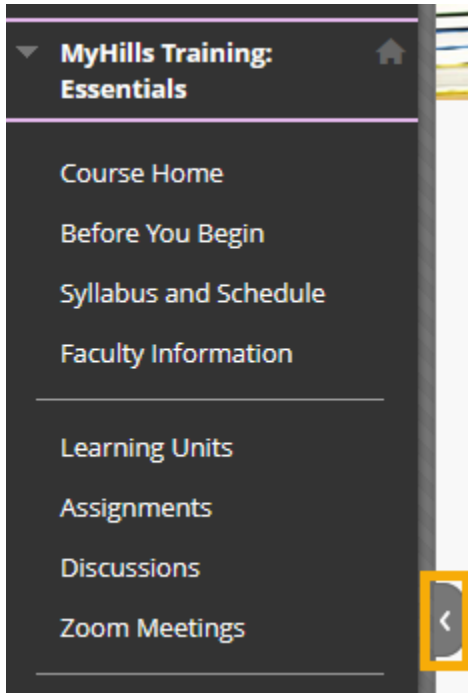 MyHills Training:
Essentials
Course Home
Before You Begin
Syllabus and Schedule
Faculty Information
Learning Units
Assignments
Discussions
Zoom Meetings